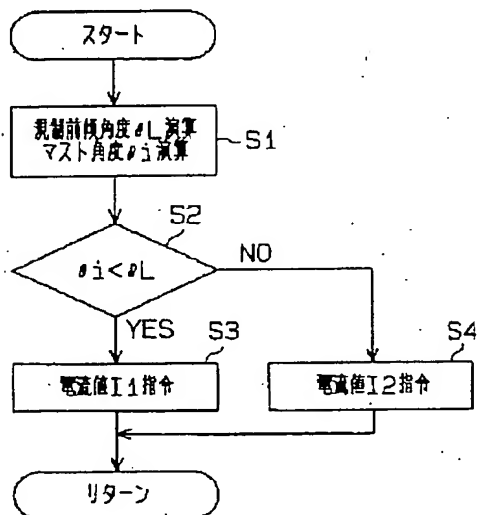 スタート
規制前傾角度θL演算
マスト角度θi演算
S1
S2
θi<θL
NO
YES
S3
S4
電流値I1指令
電流値I2指令
リターン